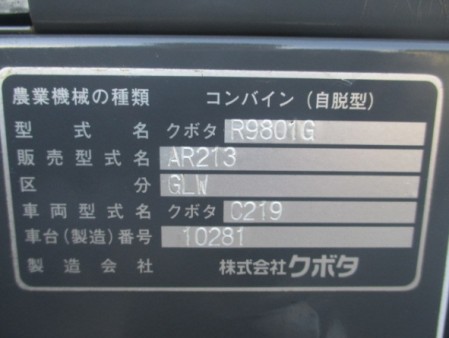 農業機械の種類 コンバイン(自脱型)
型式名 クボタ R9801G
販売型式名 AR213
区分 GLW
車両型式名 クボタ C219
車台(製造)番号 10281
製造会社 株式会社クボタ